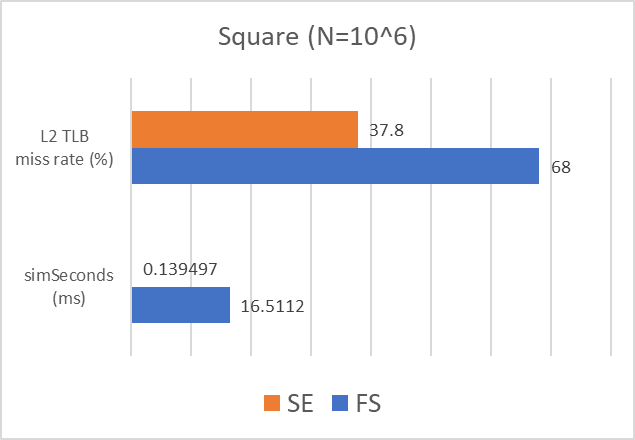 Square (N=10^6)
L2 TLB
miss rate (%)
37.8
68
simSeconds
(ms)
0.139497
16.5112
SE
FS